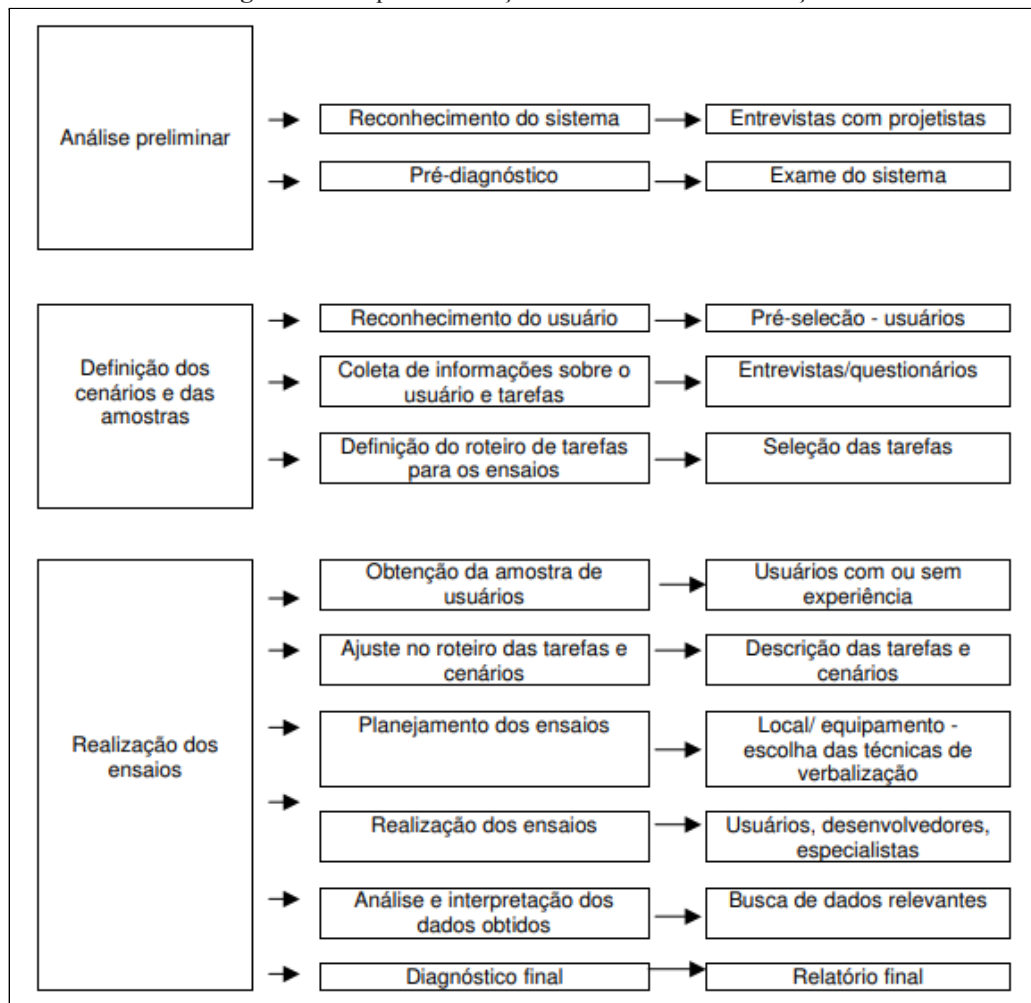 Análise preliminar
Reconhecimento do sistema
Entrevistas com projetistas
Pré-diagnóstico
Exame do sistema
Definição dos
cenários e das
amostras
Reconhecimento do usuário
Pré-selecão - usuários
Coleta de informações sobre o
usuário e tarefas
Entrevistas/questionários
Definição do roteiro de tarefas
para os ensaios
Seleção das tarefas
Realização dos
ensaios
Obtenção da amostra de
usuários
Usuários com ou sem
experiência
Ajuste no roteiro das tarefas e
cenários
Descrição das tarefas e
cenários
Planejamento dos ensaios
Local/ equipamento -
escolha das técnicas de
verbalização
Realização dos ensaios
Usuários, desenvolvedores,
especialistas
Análise e interpretação dos
dados obtidos
Busca de dados relevantes
Diagnóstico final
Relatório final